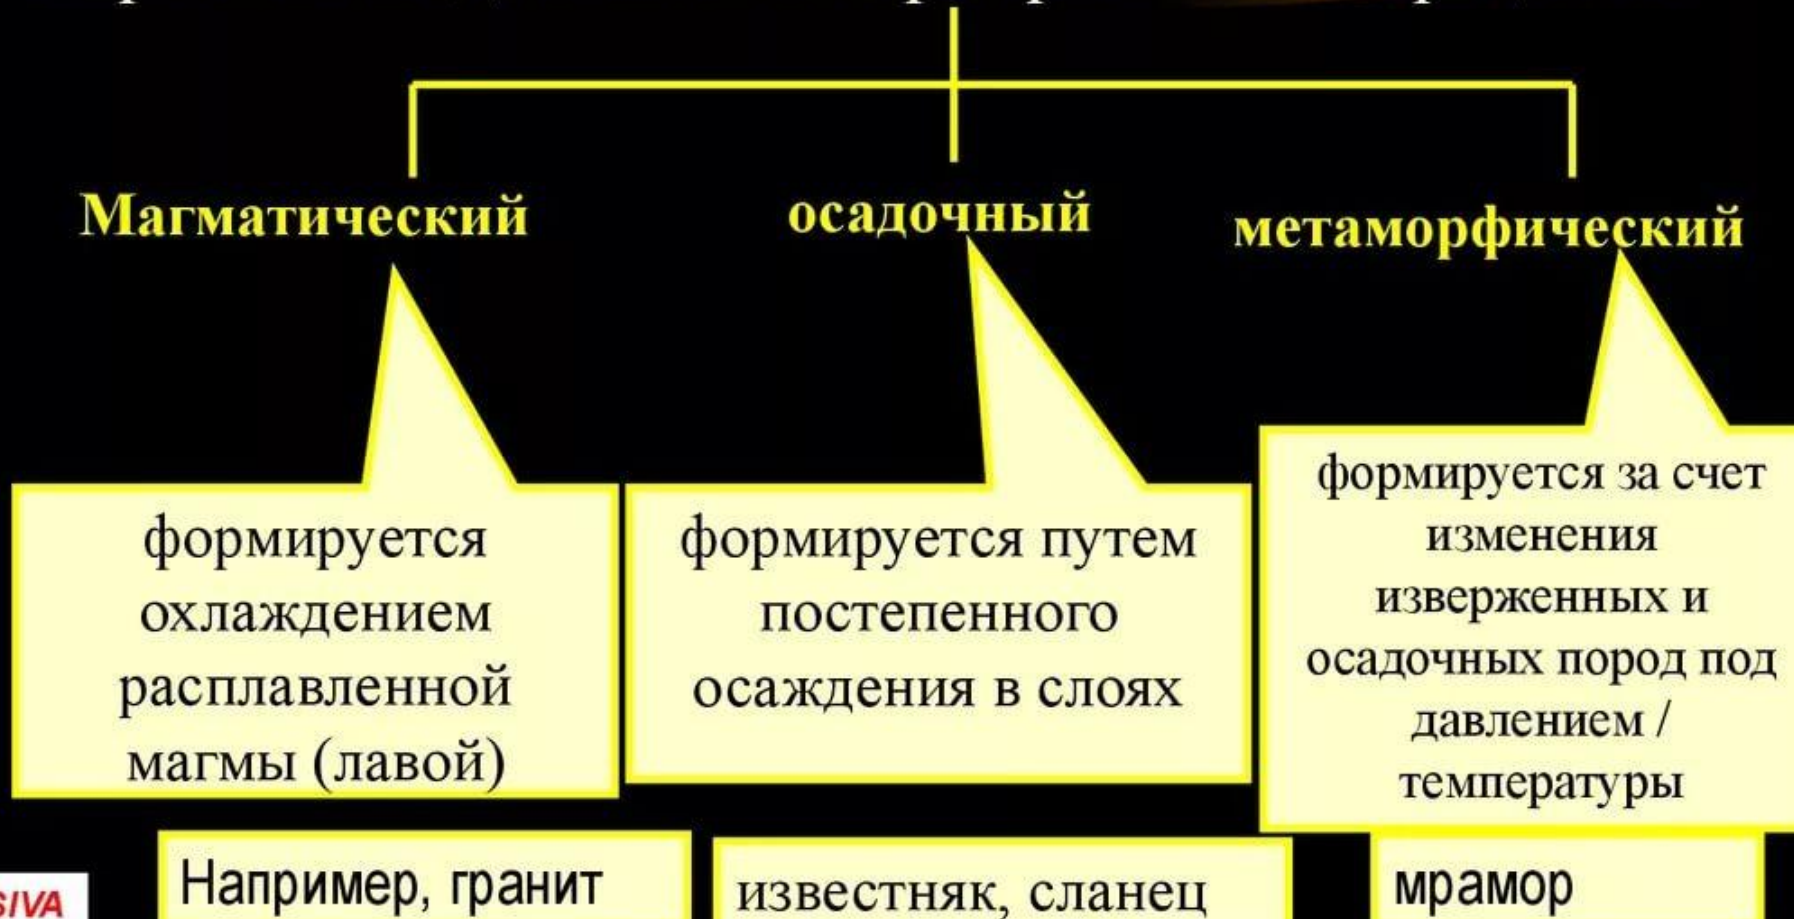 Магматический
осадочный
метаморфический
формируется
охлаждением
расплавленной
магмы (лавой)
формируется путем
постепенного
осаждения в слоях
формируется за счет
изменения
изверженных и
осадочных пород под
давлением /
температуры
Например, гранит
известняк, сланец
мрамор
SIVA